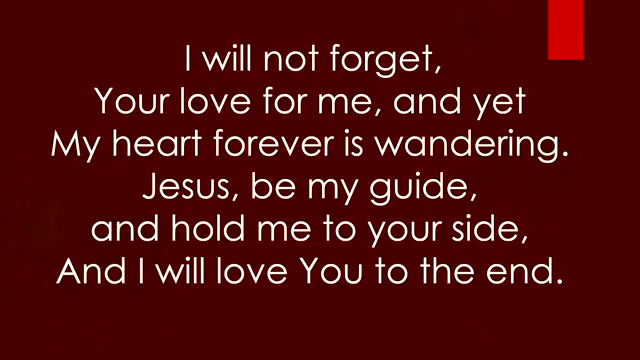 I will not forget,
Your love for me, and yet
My heart forever is wandering.
Jesus, be my guide,
and hold me to your side,
And I will love You to the end.